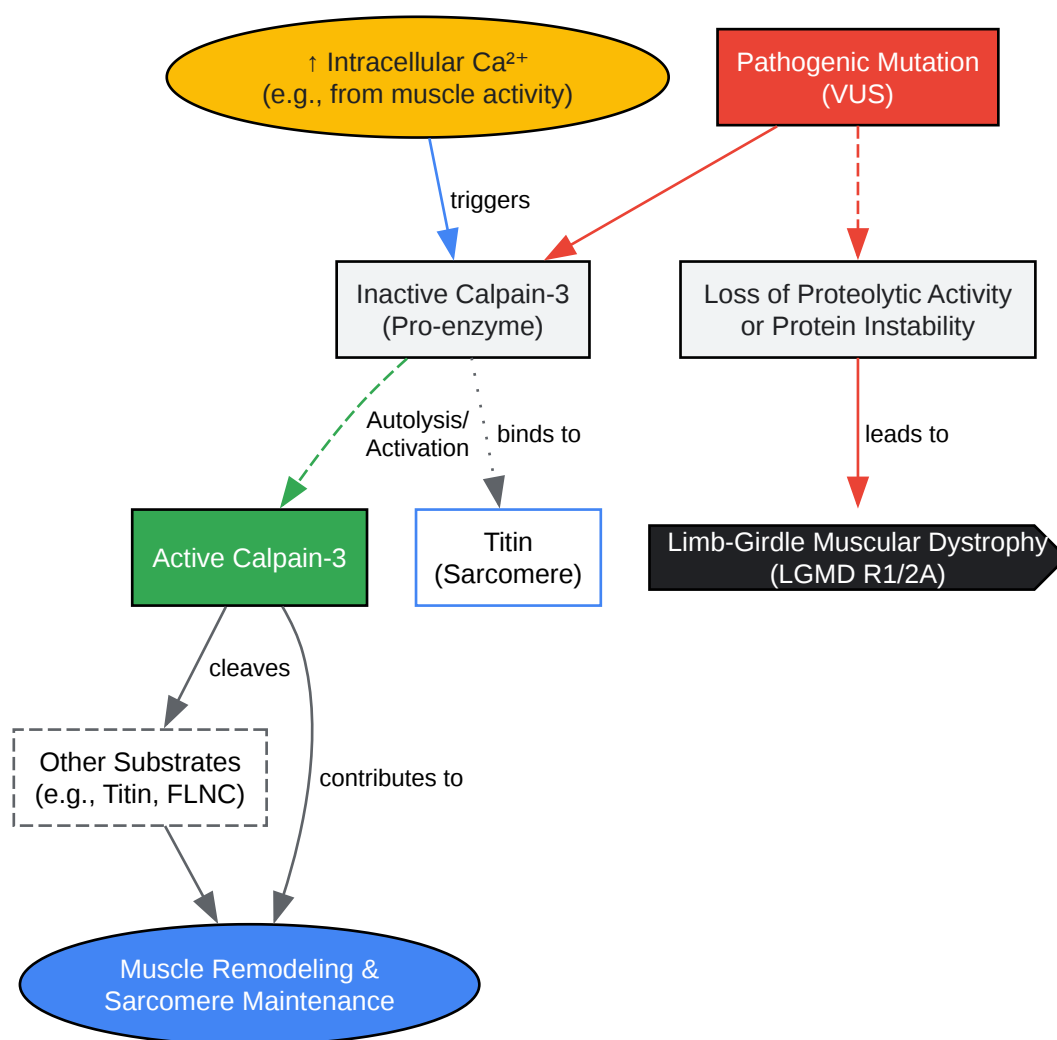 ↑ Intracellular Ca²⁺
(e.g., from muscle activity)
Pathogenic Mutation
(VUS)
triggers
Inactive Calpain-3
(Pro-enzyme)
Loss of Proteolytic Activity
or Protein Instability
Autolysis/
Activation
binds to
leads to
Active Calpain-3
Titin
(Sarcomere)
Limb-Girdle Muscular Dystrophy
(LGMD R1/2A)
cleaves
Other Substrates
(e.g., Titin, FLNC)
contributes to
Muscle Remodeling &
Sarcomere Maintenance